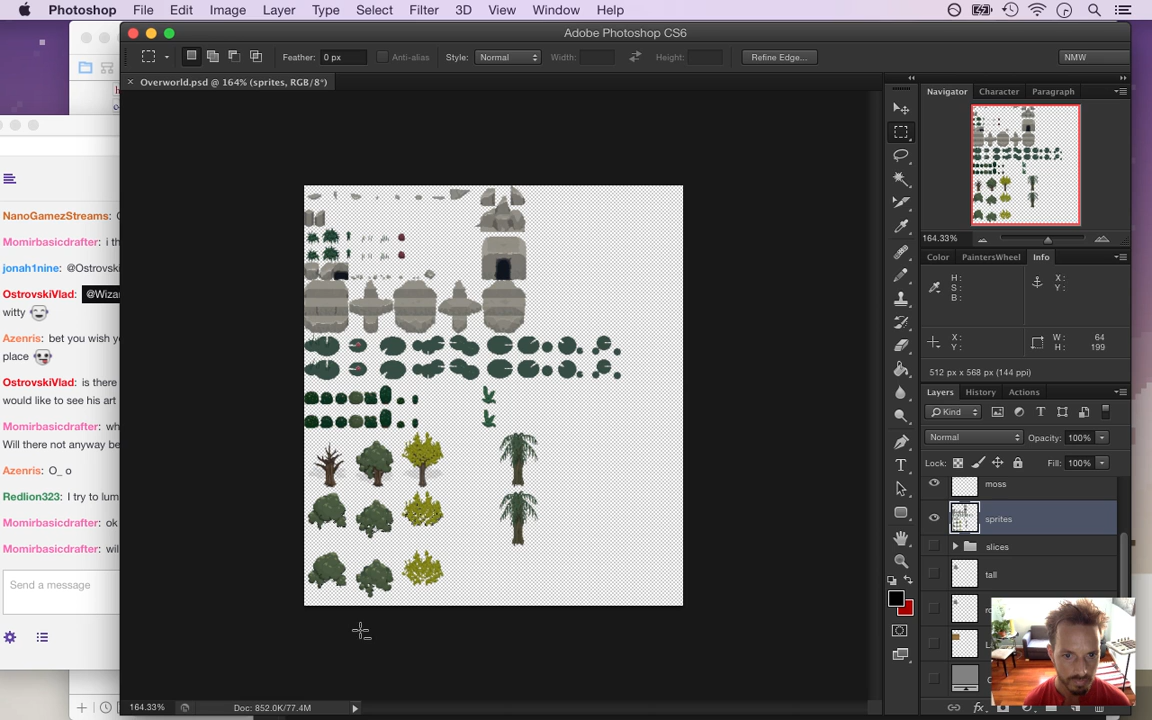 Photoshop File Edit Image Layer Type Select Filter 3D View Window Help
Adobe Photoshop CS6
Feather: 0 px Anti-alias Style: Normal Width: Height: Refine Edge... NMW
× Overworld.psd @ 164% (sprites, RGB/8*)
Navigator Character Paragraph
164.33%
Color PaintersWheel Info
H:
S:
B:
X:
Y:
X:
Y:
W: 64
H: 199
512 px x 568 px (144 ppi)
Layers History Actions
Kind
Normal Opacity: 100%
Lock: Fill: 100%
moss
sprites
slices
tall
NanoGamezStreams:
Momirbasicdrafter: i th
jonah1nine: @Ostrovski
OstrovskiVlad: @Wiza
witty
Azenris: bet you wish y
place
OstrovskiVlad: is there
would like to see his art
Momirbasicdrafter: wh
Will there not anyway be
Azenris: O_o
Redlion323: I try to lum
Momirbasicdrafter: ok
Momirbasicdrafter: wil
Send a message
164.33% Doc: 852.0K/77.4M